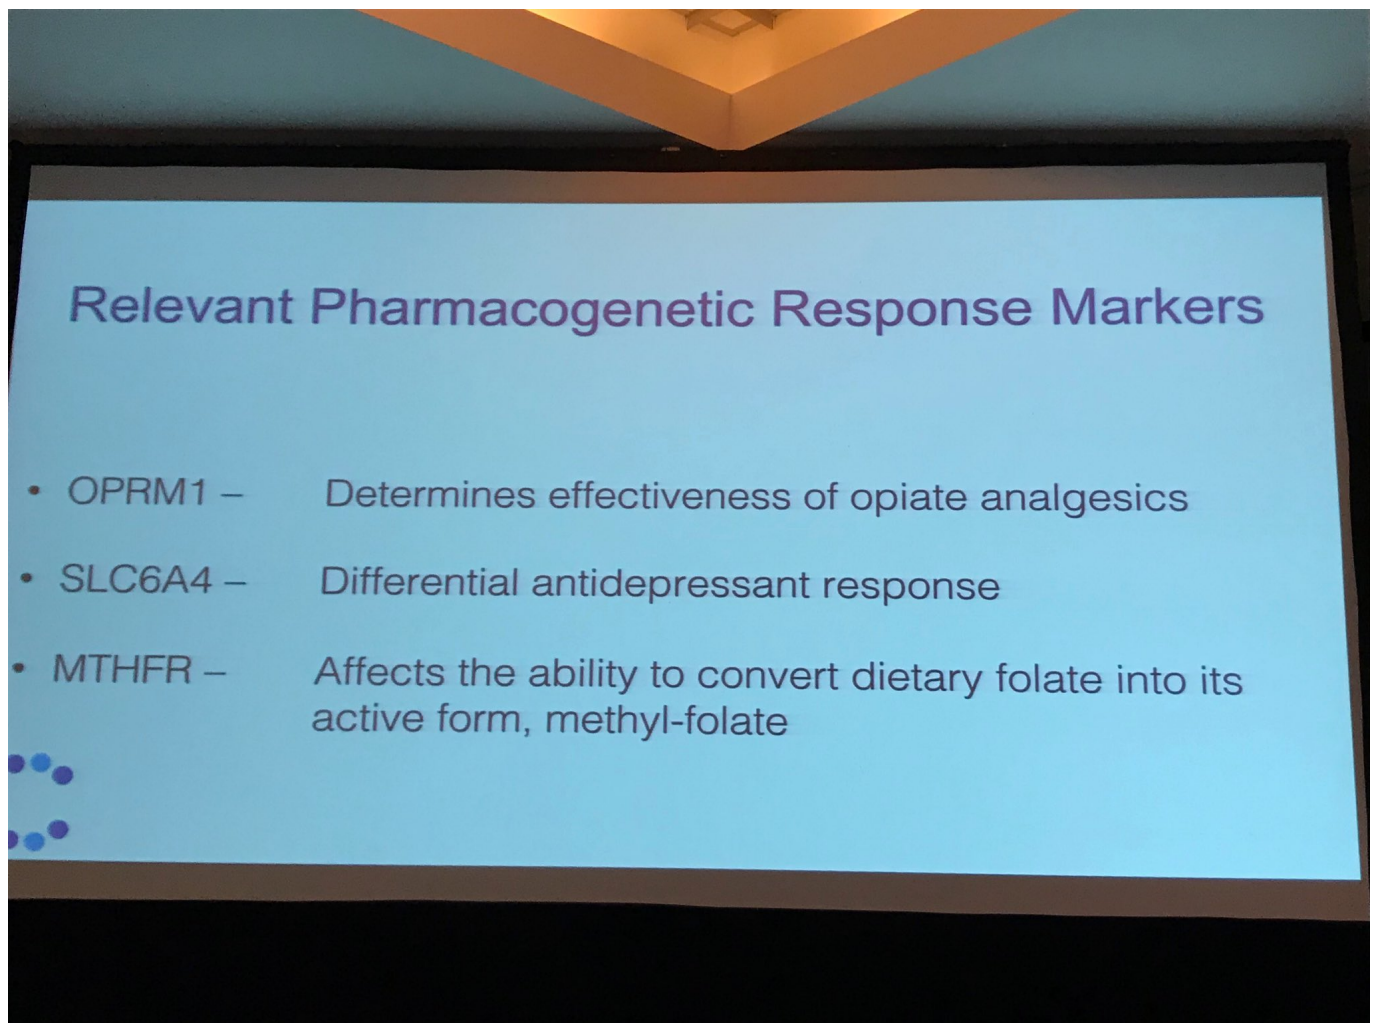 Relevant Pharmacogenetic Response Markers
• OPRM1 – Determines effectiveness of opiate analgesics
• SLC6A4 – Differential antidepressant response
• MTHFR – Affects the ability to convert dietary folate into its
active form, methyl-folate